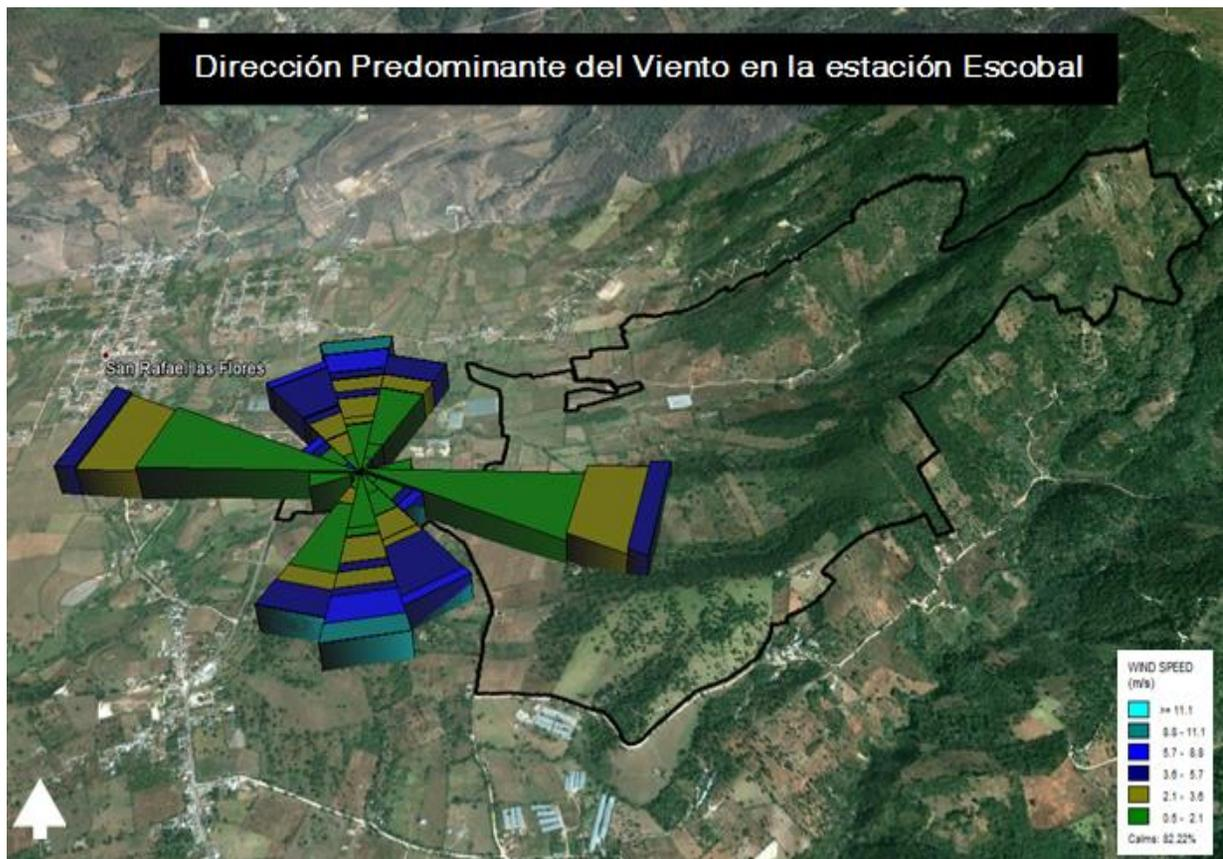 Dirección Predominante del Viento en la estación Escobal
San Rafael las Flores
WIND SPEED
(m/s)
>= 11.1
8.8 - 11.1
5.7 - 8.8
3.6 - 5.7
2.1 - 3.6
0.5 - 2.1
Calms: 82.22%